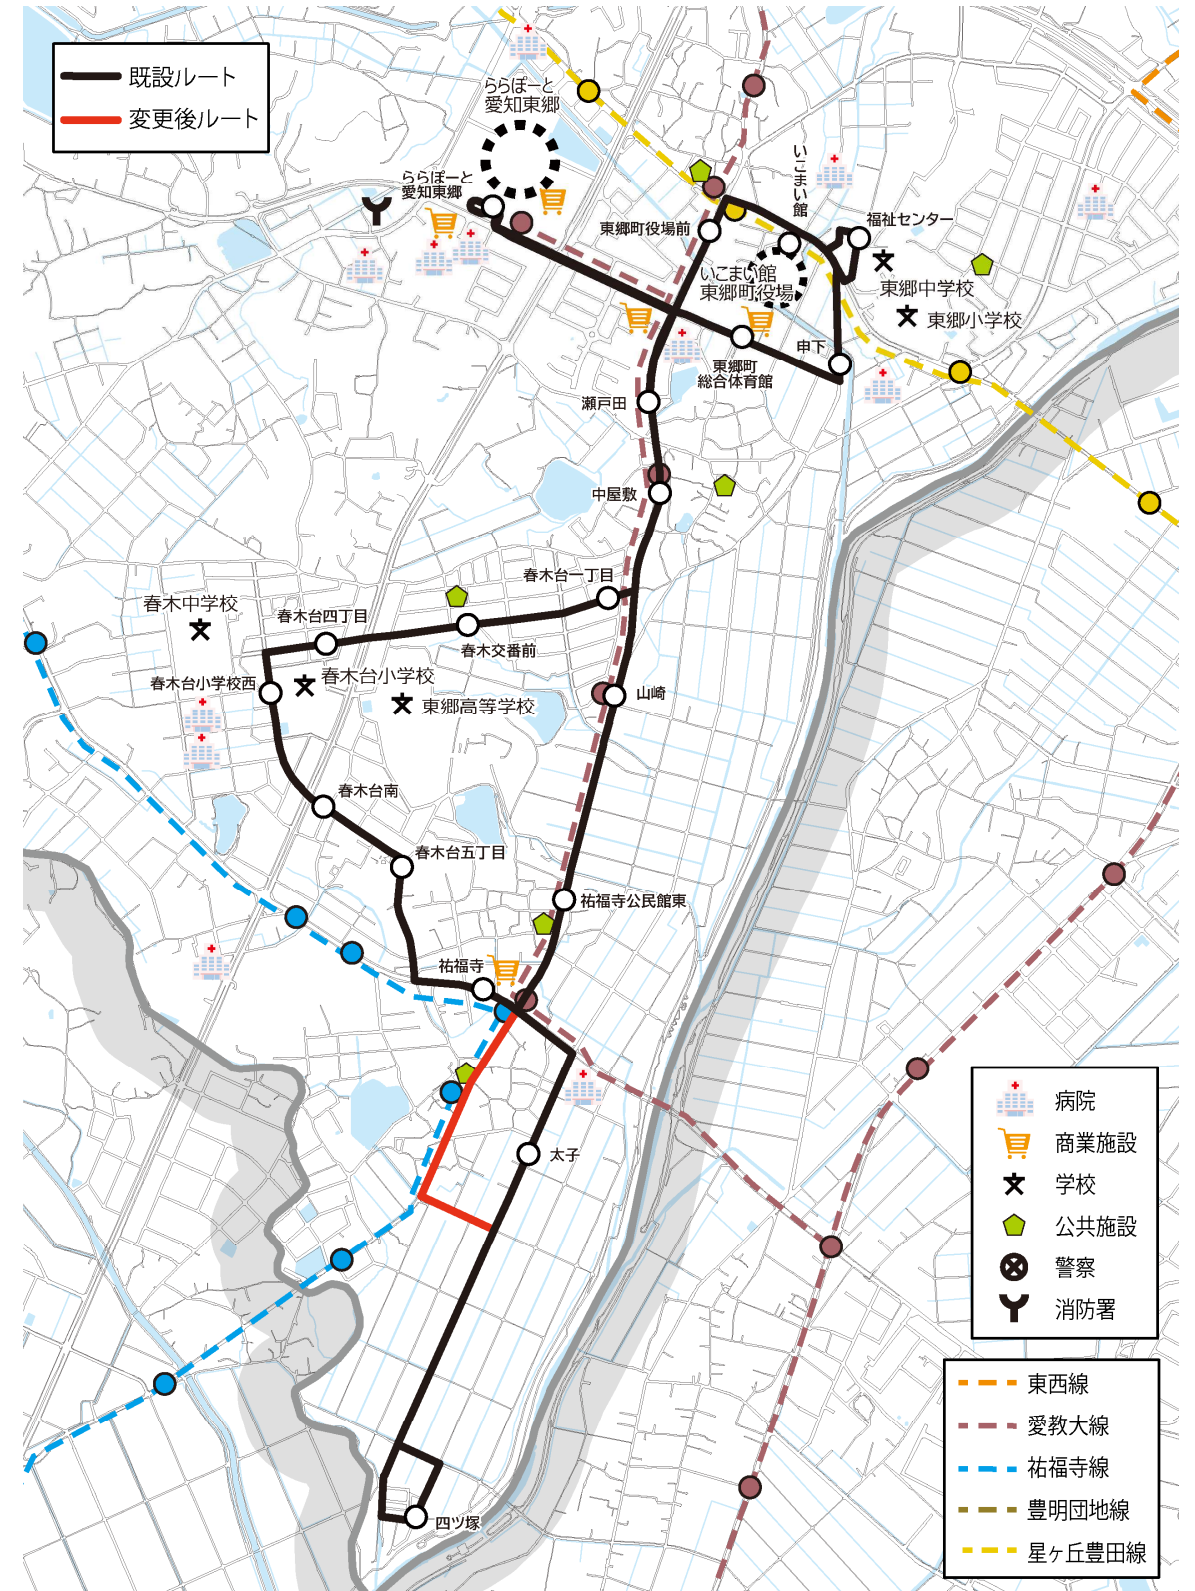 既設ルート
変更後ルート
ららぽーと
愛知東郷
ららぽーと
愛知東郷
いこまい館
福祉センター
東郷町役場前
いこまい館
東郷町役場
東郷中学校
東郷小学校
申下
東郷町
総合体育館
瀬戸田
中屋敷
春木台一丁目
春木中学校
春木台四丁目
春木交番前
春木台小学校
春木台小学校西
東郷高等学校
山崎
春木台南
春木台五丁目
祐福寺公民館東
祐福寺
太子
四ツ塚
病院
商業施設
学校
公共施設
警察
消防署
東西線
愛教大線
祐福寺線
豊明団地線
星ヶ丘豊田線